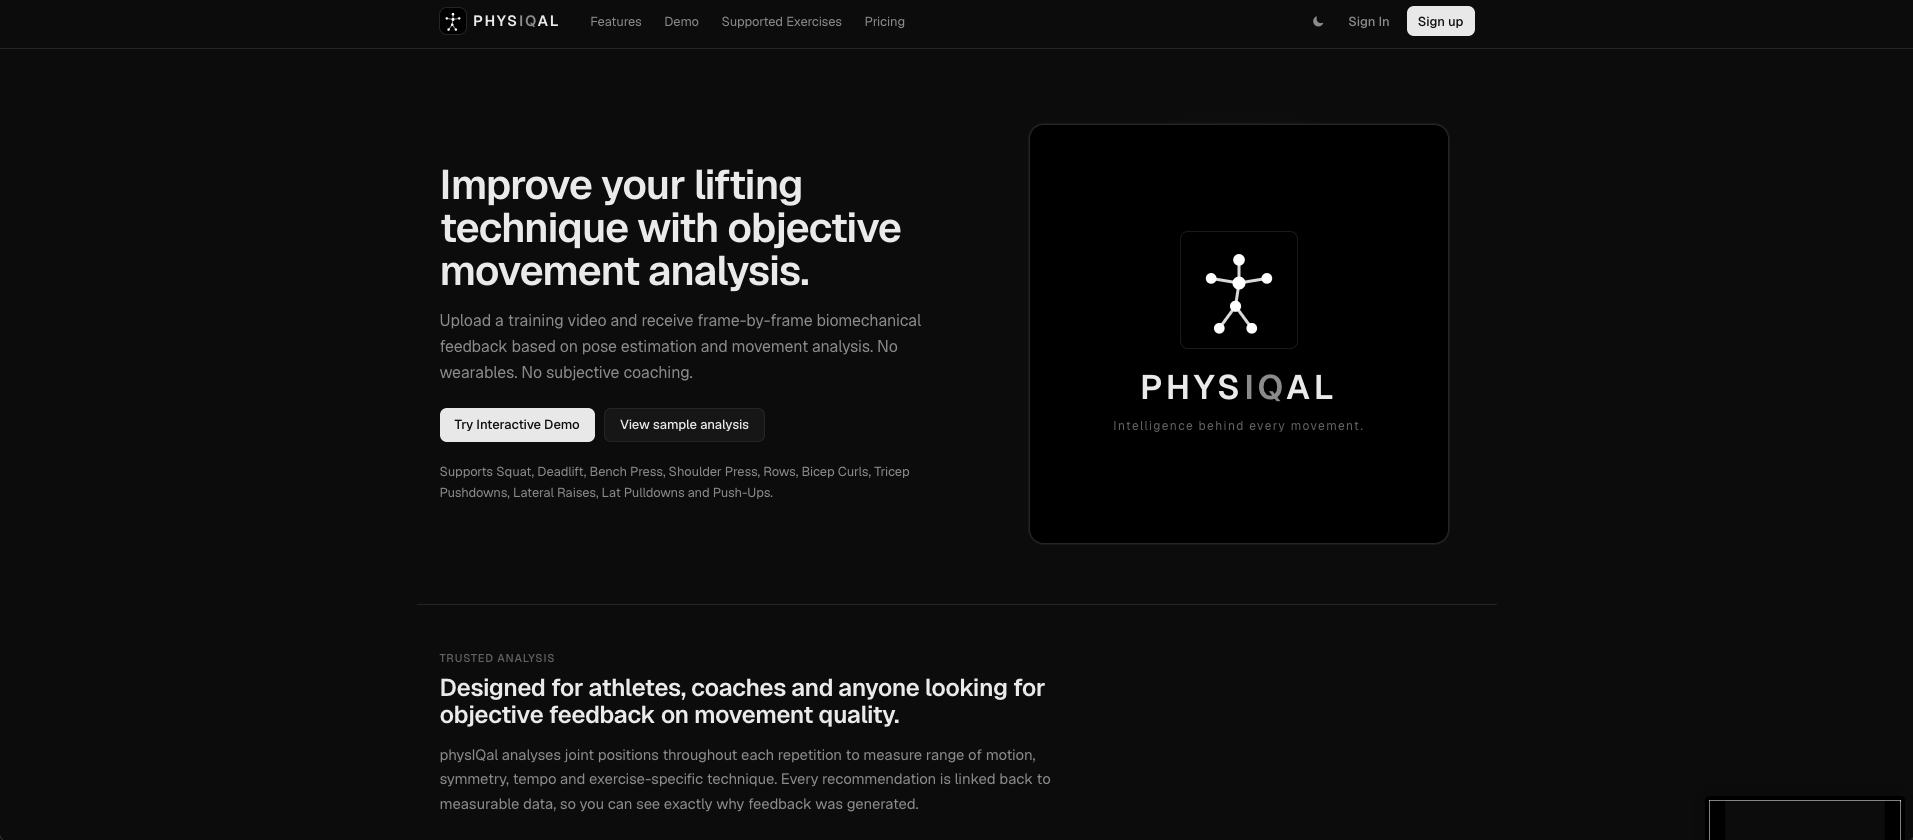 PHYSIQAL Features Demo Supported Exercises Pricing Sign In Sign up
Improve your lifting
technique with objective
movement analysis.
Upload a training video and receive frame-by-frame biomechanical
feedback based on pose estimation and movement analysis. No
wearables. No subjective coaching.
Try Interactive Demo View sample analysis
Supports Squat, Deadlift, Bench Press, Shoulder Press, Rows, Bicep Curls, Tricep
Pushdowns, Lateral Raises, Lat Pulldowns and Push-Ups.
PHYSIQAL
Intelligence behind every movement.
TRUSTED ANALYSIS
Designed for athletes, coaches and anyone looking for
objective feedback on movement quality.
physIQal analyses joint positions throughout each repetition to measure range of motion,
symmetry, tempo and exercise-specific technique. Every recommendation is linked back to
measurable data, so you can see exactly why feedback was generated.